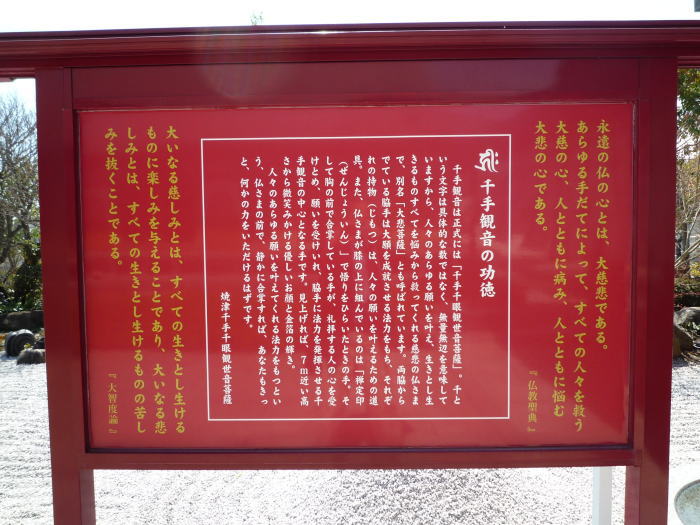 永遠の仏の心とは、大慈悲である。
あらゆる手だてによって、すべての人々を救う
大慈の心、人とともに病み、人とともに悩む
大悲の心である。
『仏教聖典』
千手観音の功徳
千手観音は正式には「千手千眼観世音菩薩」。千と
いう文字は具体的な数ではなく、無量無辺を意味して
いますから、人々のあらゆる願いを叶え、生きとし生
きるものすべてを悩みから救ってくれる慈悲の仏さま
で、別名「大悲菩薩」とも呼ばれています。両脇から
でている脇手は大願を成就させる法力をもち、それぞ
れの持物（じもつ）は、人々の願いを叶えるための道
具。また、仏さまが膝の上に組んでいるのは「禅定印
（ぜんじょういん）」で悟りをひらいたときの手、そ
して胸の前で合掌している手が、礼拝する人の心を受
けとめ、願いを受けいれ、脇手に法力を発揮させる千
手観音の中心となる手です。見上げれば、7m近い高
さから微笑みかける優しいお顔と金箔の輝き。
人々のあらゆる願いを叶えてくれる法力をもつとい
う、仏さまの前で、静かに合掌すれば、あなたもきっ
と、何かの力をいただけるはずです。
焼津千手千眼観世音菩薩
大いなる慈しみとは、すべての生きとし生ける
ものに楽しみを与えることであり、大いなる悲
しみとは、すべての生きとし生けるものの苦し
みを抜くことである。
『大智度論』